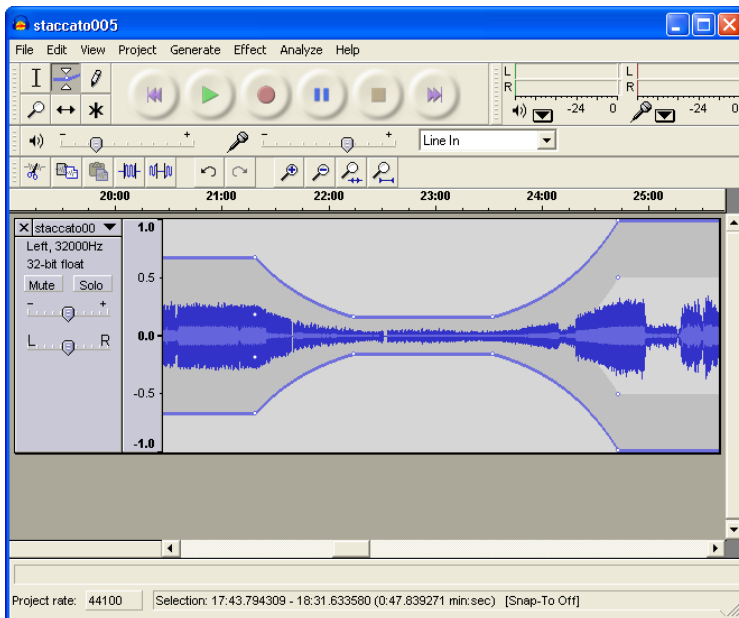 staccato005
File Edit View Project Generate Effect Analyze Help
L
R
-24 0
L
R
-24 0
- +
- +
Line In
20:00 21:00 22:00 23:00 24:00 25:00
staccato00
Left, 32000Hz
32-bit float
Mute Solo
- +
L R
1.0
0.5
0.0
-0.5
-1.0
Project rate: 44100 Selection: 17:43.794309 - 18:31.633580 (0:47.839271 min:sec) [Snap-To Off]